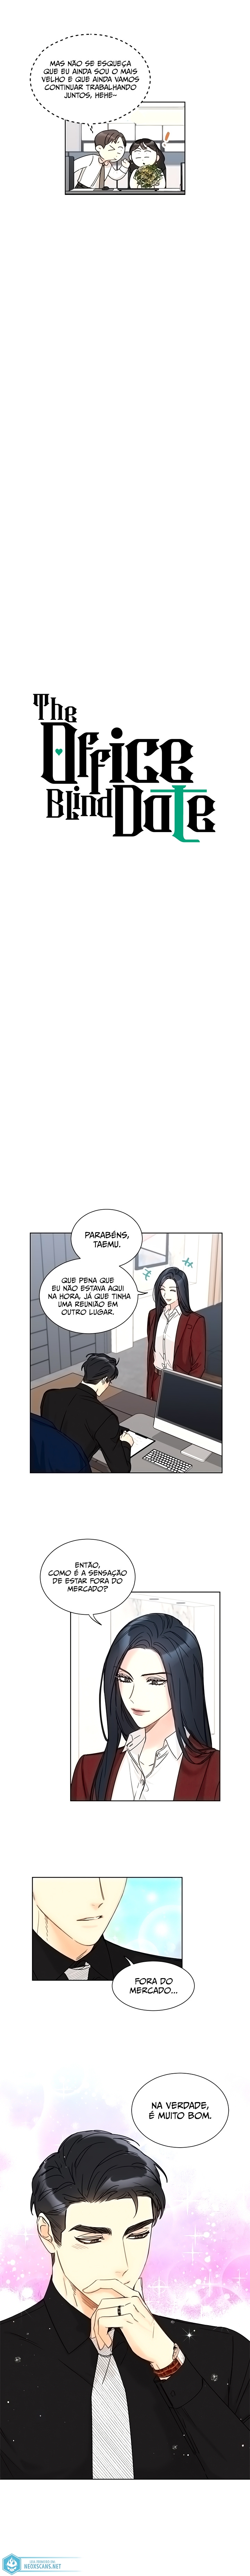 MAS NÃO SE ESQUEÇA
QUE EU AINDA SOU O MAIS
VELHO E QUE AINDA VAMOS
CONTINUAR TRABALHANDO
JUNTOS, HEHE~
The
Office
Blind Date
PARABÉNS,
TAEMU.
QUE PENA QUE
EU NÃO ESTAVA AQUI
NA HORA, JÁ QUE TINHA
UMA REUNIÃO EM
OUTRO LUGAR.
ENTÃO,
COMO É A SENSAÇÃO
DE ESTAR FORA DO
MERCADO?
FORA DO
MERCADO...
NA VERDADE,
É MUITO BOM.
NEOXSCANS.NET